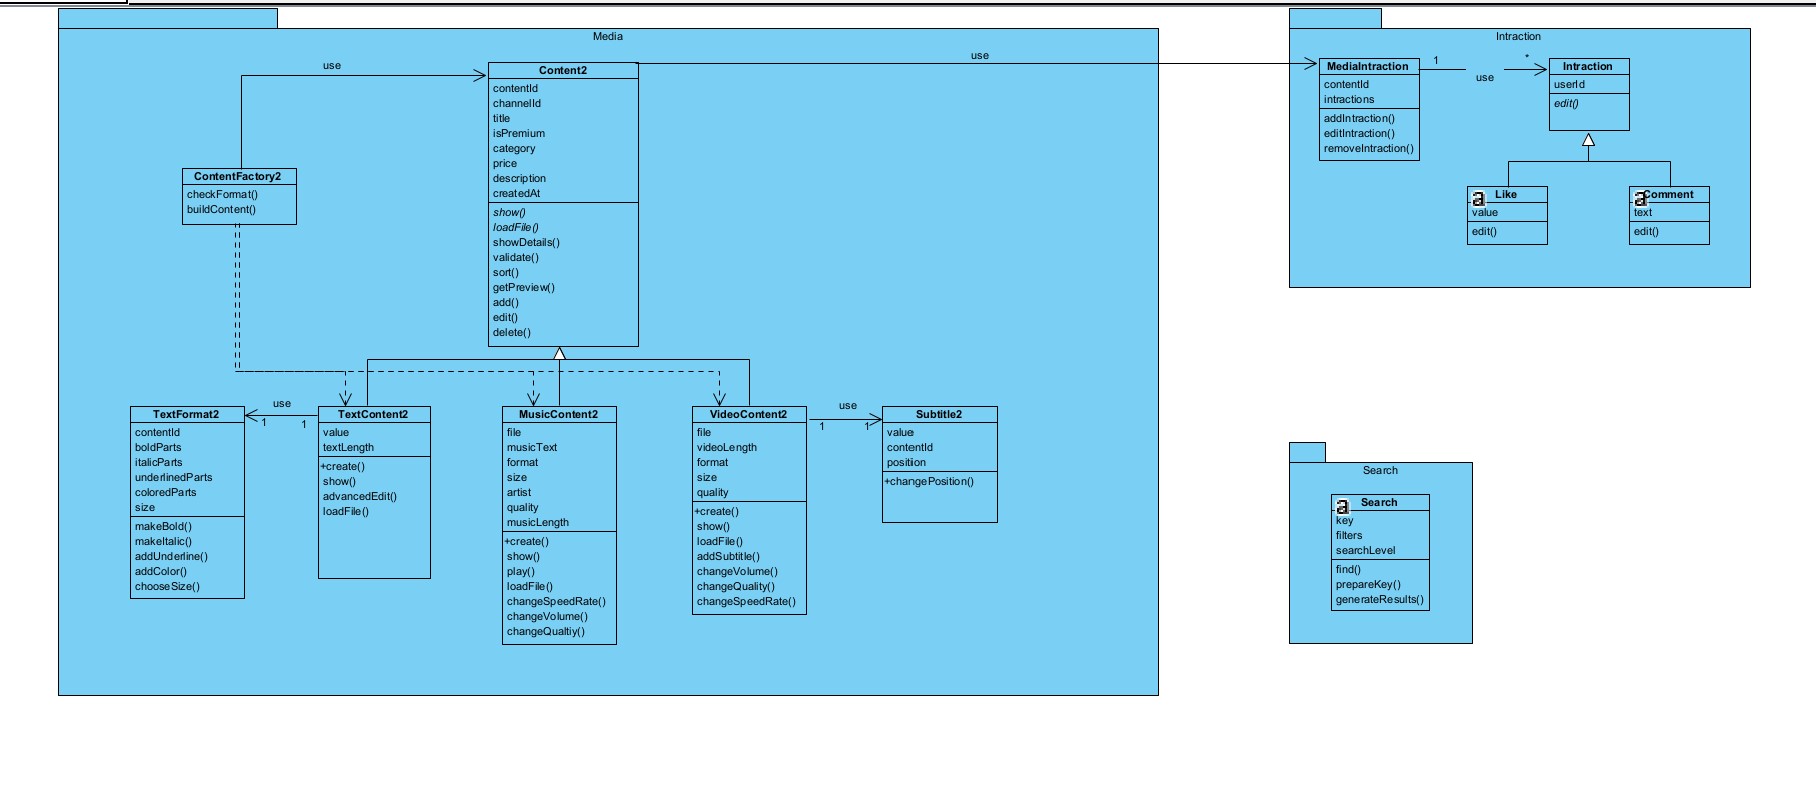 Media
use
Content2
contentId
channelId
title
isPremium
category
price
description
createdAt
show()
loadFile()
showDetails()
validate()
sort()
getPreview()
add()
edit()
delete()
use
ContentFactory2
checkFormat()
buildContent()
TextFormat2
contentId
boldParts
italicParts
underlinedParts
coloredParts
size
makeBold()
makeItalic()
addUnderline()
addColor()
chooseSize()
use
1
1
TextContent2
value
textLength
+create()
show()
advancedEdit()
loadFile()
MusicContent2
file
musicText
format
size
artist
quality
musicLength
+create()
show()
play()
loadFile()
changeSpeedRate()
changeVolume()
changeQualtiy()
VideoContent2
file
videoLength
format
size
quality
+create()
show()
loadFile()
addSubtitle()
changeVolume()
changeQuality()
changeSpeedRate()
use
1
1
Subtitle2
value
contentId
position
+changePosition()
Intraction
MediaIntraction
contentId
intractions
addIntraction()
editIntraction()
removeIntraction()
1
use
*
Intraction
userId
edit()
a
Like
value
edit()
a
Comment
text
edit()
Search
a
Search
key
filters
searchLevel
find()
prepareKey()
generateResults()